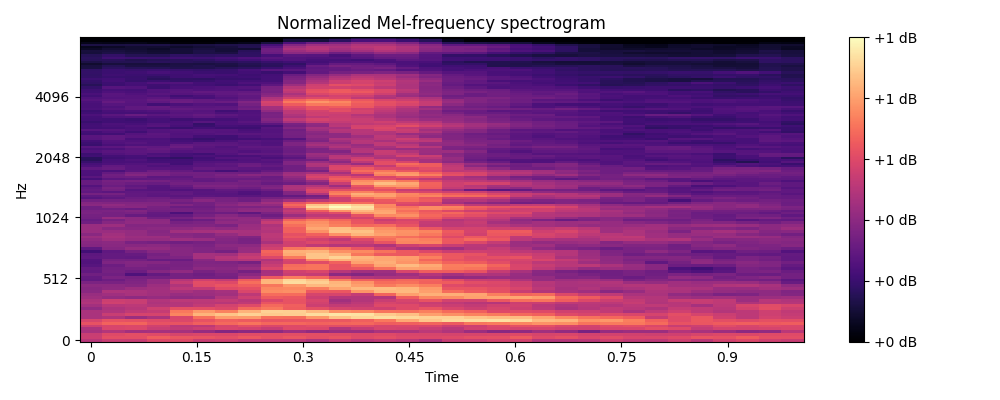 Normalized Mel-frequency spectrogram
Hz
4096
2048
1024
512
0
0 0.15 0.3 0.45 0.6 0.75 0.9
Time
+1 dB
+1 dB
+1 dB
+0 dB
+0 dB
+0 dB